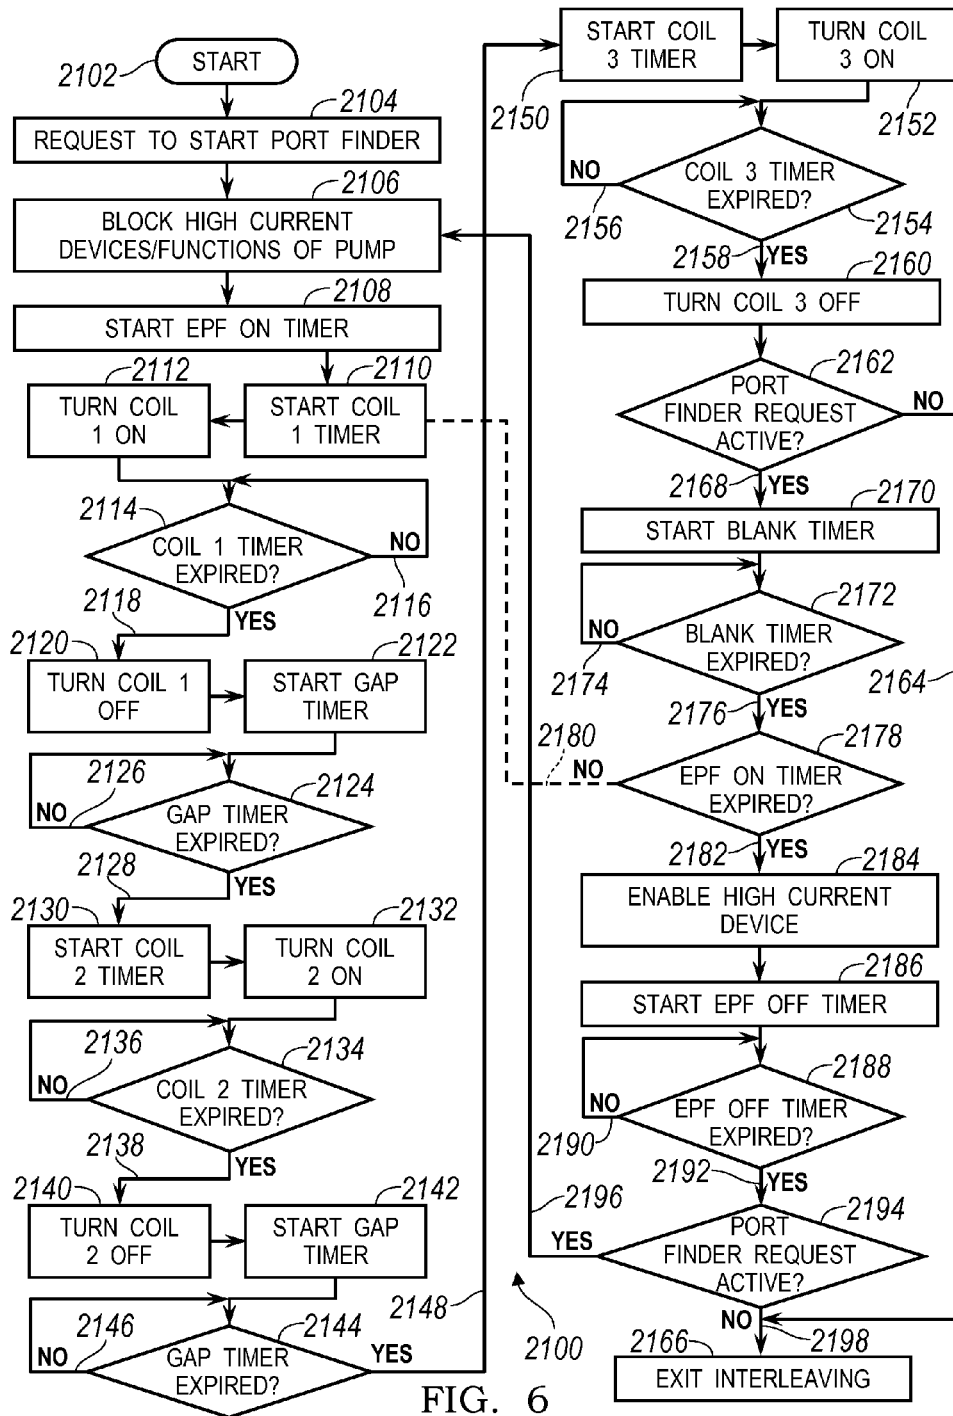 START
2102
2104
REQUEST TO START PORT FINDER
2106
BLOCK HIGH CURRENT
DEVICES/FUNCTIONS OF PUMP
2108
START EPF ON TIMER
2112
TURN COIL
1 ON
2110
START COIL
1 TIMER
2114
COIL 1 TIMER
EXPIRED?
NO
2116
2118
YES
2120
TURN COIL 1
OFF
2122
START GAP
TIMER
2126
2124
NO
GAP TIMER
EXPIRED?
2128
YES
2130
START COIL
2 TIMER
2132
TURN COIL
2 ON
2136
2134
NO
COIL 2 TIMER
EXPIRED?
2138
YES
2140
TURN COIL
2 OFF
2142
START GAP
TIMER
2146
2144
2148
NO
GAP TIMER
EXPIRED?
YES
START COIL
3 TIMER
2150
TURN COIL
3 ON
2152
NO
COIL 3 TIMER
EXPIRED?
2156
2154
2158
YES
2160
TURN COIL 3 OFF
2162
PORT
FINDER REQUEST
ACTIVE?
NO
2168
YES
2170
START BLANK TIMER
2172
NO
BLANK TIMER
EXPIRED?
2174
2164
2176
YES
2180
2178
NO
EPF ON TIMER
EXPIRED?
2182
YES
2184
ENABLE HIGH CURRENT
DEVICE
2186
START EPF OFF TIMER
2188
NO
EPF OFF TIMER
EXPIRED?
2190
2192
YES
2196
2194
YES
PORT
FINDER REQUEST
ACTIVE?
2100
NO
2166
2198
EXIT INTERLEAVING
FIG. 6